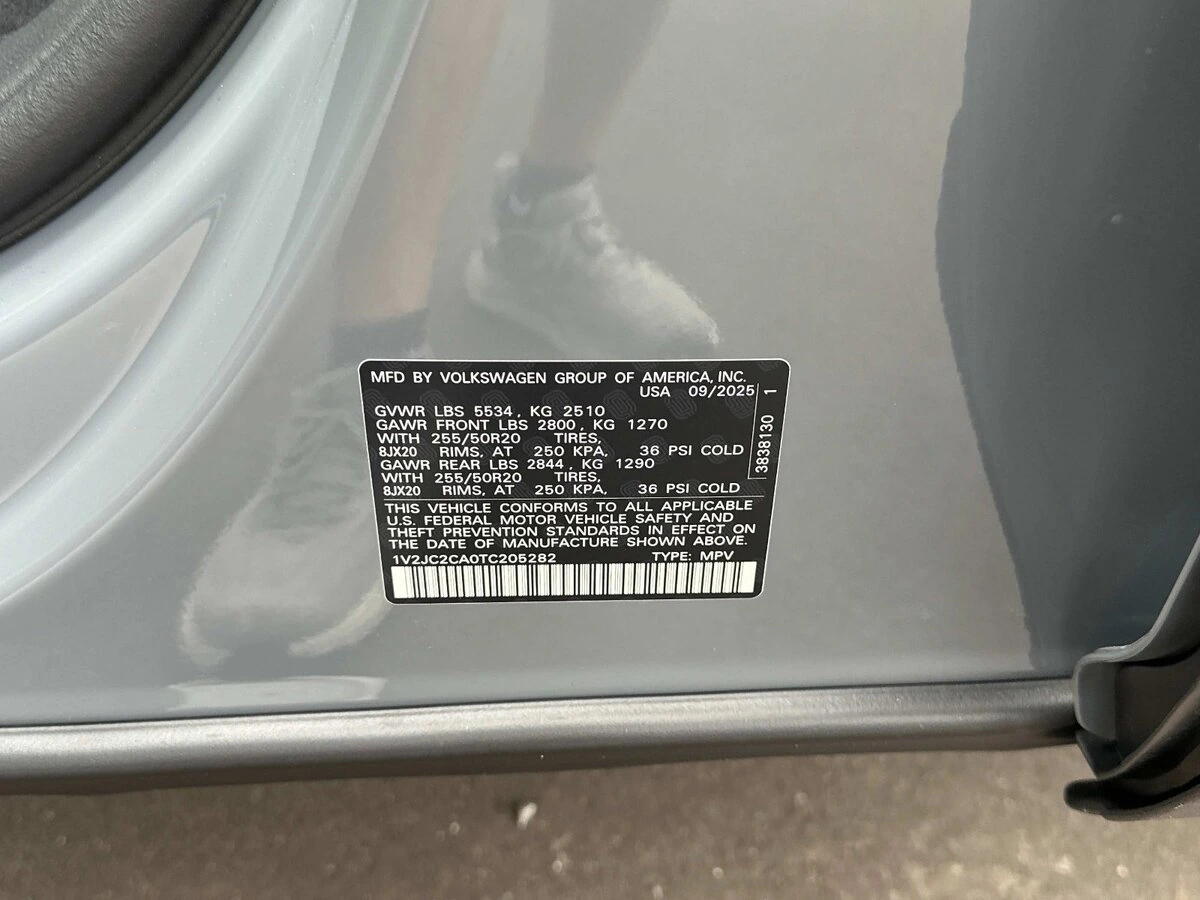 MFD BY VOLKSWAGEN GROUP OF AMERICA, INC.
USA 09/2025
GVWR LBS 5534, KG 2510
GAWR FRONT LBS 2800, KG 1270
WITH 255/50R20 TIRES,
8JX20 RIMS, AT 250 KPA, 36 PSI COLD
GAWR REAR LBS 2844, KG 1290
WITH 255/50R20 TIRES,
8JX20 RIMS, AT 250 KPA, 36 PSI COLD
THIS VEHICLE CONFORMS TO ALL APPLICABLE
U.S. FEDERAL MOTOR VEHICLE SAFETY AND
THEFT PREVENTION STANDARDS IN EFFECT ON
THE DATE OF MANUFACTURE SHOWN ABOVE.
1V2JC2CA0TC205282 TYPE: MPV
3838130 1